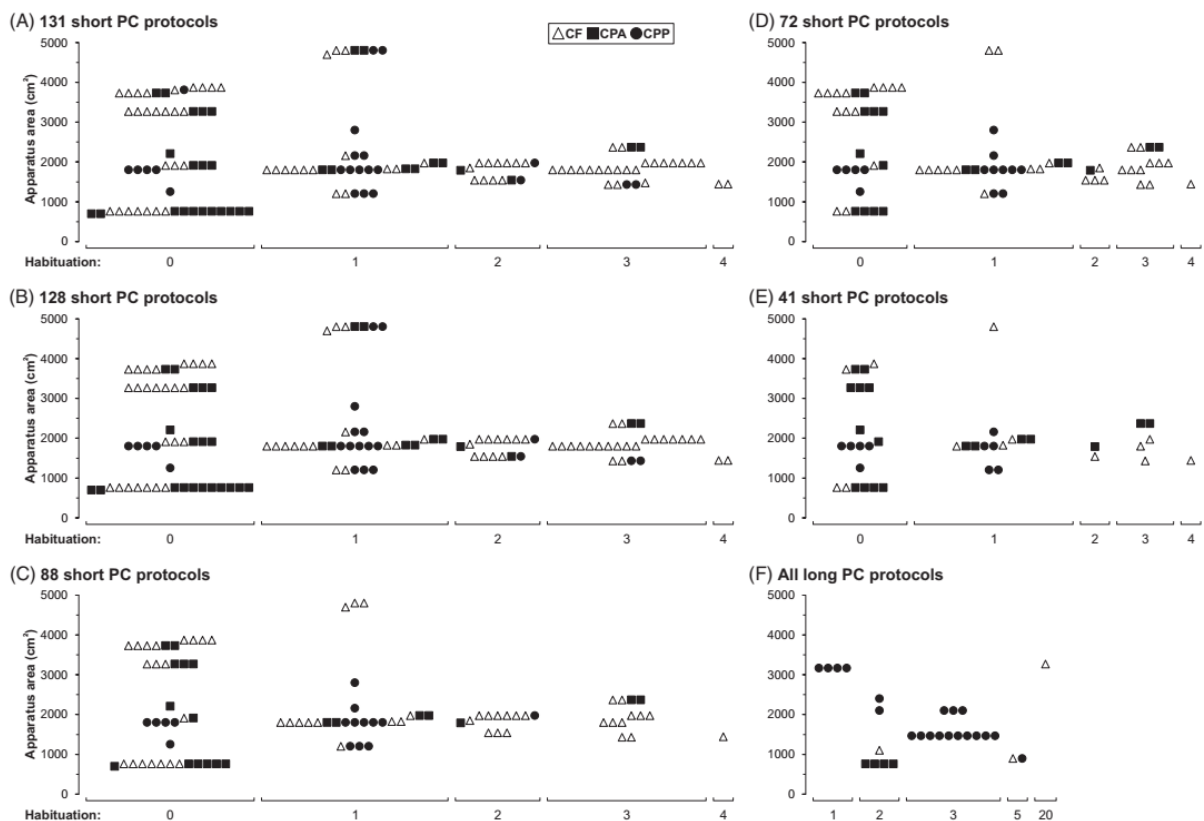 (A) 131 short PC protocols
△CF ■CPA ●CPP
Apparatus area (cm²)
5000
4000
3000
2000
1000
0
Habituation: 0 1 2 3 4
(B) 128 short PC protocols
Apparatus area (cm²)
5000
4000
3000
2000
1000
0
Habituation: 0 1 2 3 4
(C) 88 short PC protocols
Apparatus area (cm²)
5000
4000
3000
2000
1000
0
Habituation: 0 1 2 3 4
(D) 72 short PC protocols
5000
4000
3000
2000
1000
0
0 1 2 3 4
(E) 41 short PC protocols
5000
4000
3000
2000
1000
0
0 1 2 3 4
(F) All long PC protocols
5000
4000
3000
2000
1000
0
1 2 3 5 20